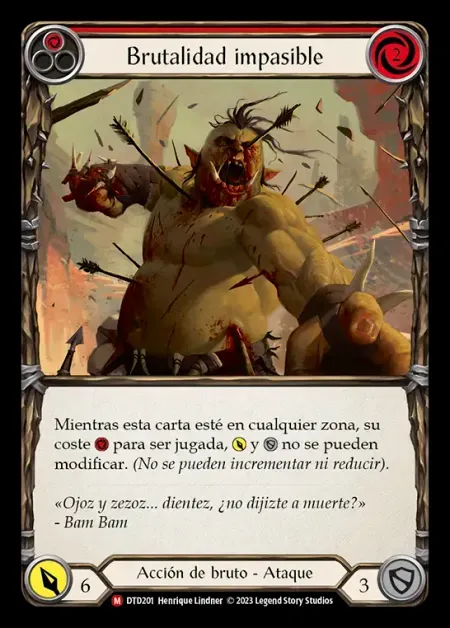 Brutalidad impasible
2
Mientras esta carta esté en cualquier zona, su
coste para ser jugada, y no se pueden
modificar. (No se pueden incrementar ni reducir).
«Ojoz y zezoz... dientez, ¿no dijizte a muerte?»
- Bam Bam
6
Acción de bruto - Ataque
3
M DTD201 Henrique Lindner © 2023 Legend Story Studios